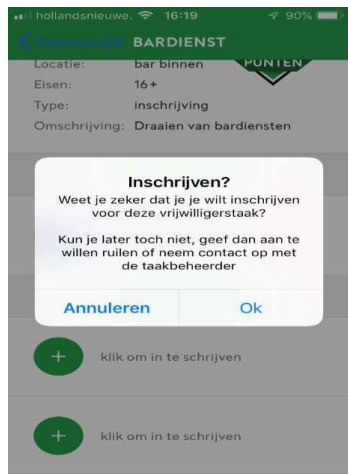 hollandsnieuwe. 16:19 90%
BARDIENST
Locatie: bar binnen
PUNTEN
Eisen: 16+
Type: inschrijving
Omschrijving: Draaien van bardiensten
Inschrijven?
Weet je zeker dat je je wilt inschrijven
voor deze vrijwilligerstaak?
Kun je later toch niet, geef dan aan te
willen ruilen of neem contact op met
de taakbeheerder
Annuleren Ok
klik om in te schrijven
klik om in te schrijven